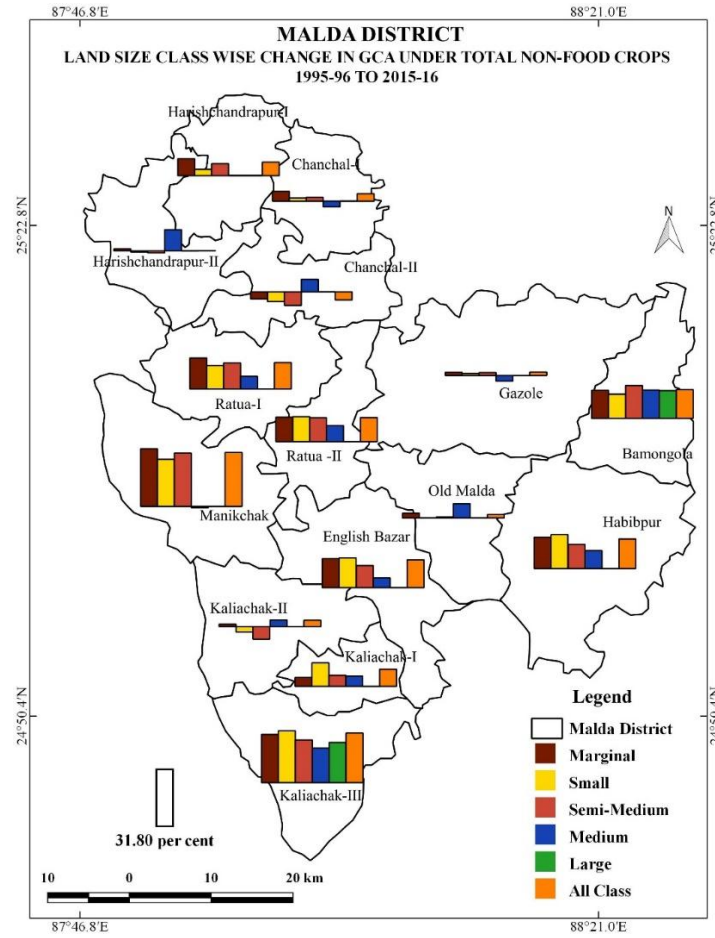 87°46.8'E 88°21.0'E
MALDA DISTRICT
LAND SIZE CLASS WISE CHANGE IN GCA UNDER TOTAL NON-FOOD CROPS
1995-96 TO 2015-16
Harishchandrapur-I
Chanchal-I
25°22.8'N
25°22.8'N
N
Harishchandrapur-II
Chanchal-II
Ratua-I
Gazole
Bamongola
Ratua -II
Manikchak
Old Malda
Habibpur
English Bazar
Kaliachak-II
Kaliachak-I
24°50.4'N
24°50.4'N
Kaliachak-III
Legend
Malda District
Marginal
Small
Semi-Medium
Medium
Large
All Class
31.80 per cent
10 0 10 20 km
87°46.8'E 88°21.0'E